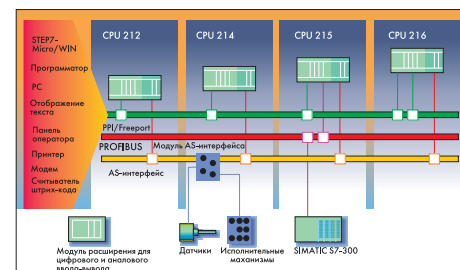 STEP7-
Micro/WIN
Программатор
PC
Отображение
текста
Панель
оператора
Принтер
Модем
Считыватель
штрих-кода
CPU 212
CPU 214
CPU 215
CPU 216
PPI/Freeport
PROFIBUS
Модуль AS-интерфейса
AS-интерфейс
Модуль расширения для
цифрового и аналового
ввода-вывода
Датчики
Исполнительные
маханизмы
SIMATIC S7-300